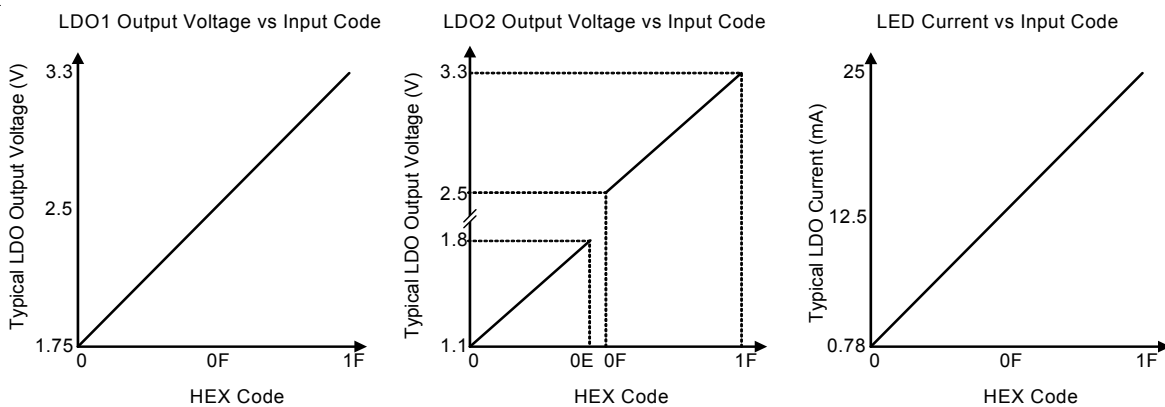 LDO1 Output Voltage vs Input Code
Typical LDO Output Voltage (V)
3.3
2.5
1.75
0
0F
1F
HEX Code
LDO2 Output Voltage vs Input Code
Typical LDO Output Voltage (V)
3.3
2.5
1.8
1.1
0
0E
0F
1F
HEX Code
LED Current vs Input Code
Typical LDO Current (mA)
25
12.5
0.78
0
0F
1F
HEX Code